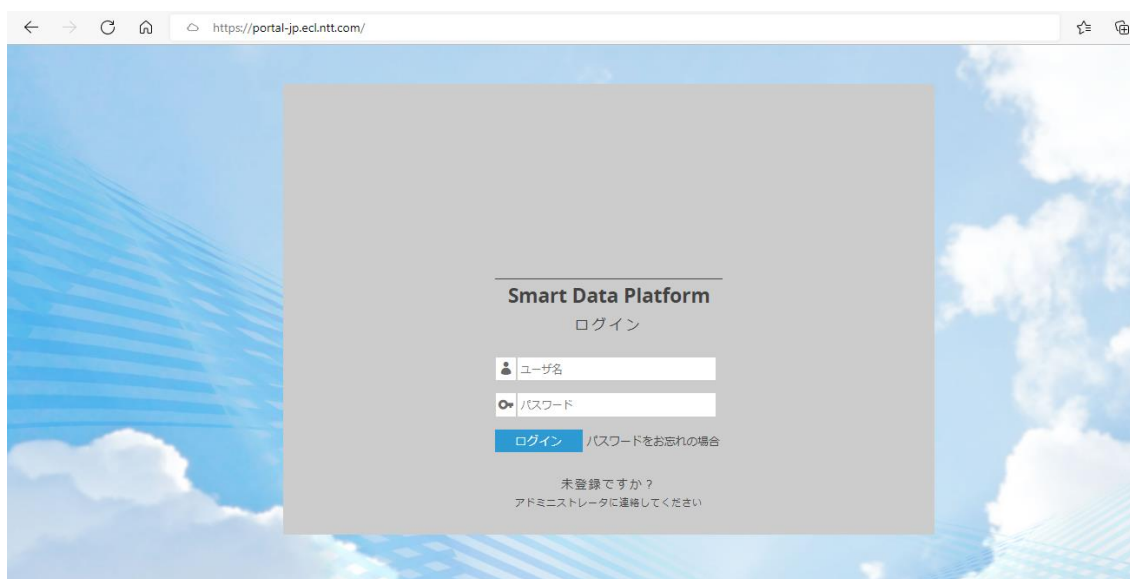 https://portal-jp.ecl.ntt.com/
Smart Data Platform
ログイン
ユーザ名
パスワード
ログイン パスワードをお忘れの場合
未登録ですか？
アドミニストレータに連絡してください